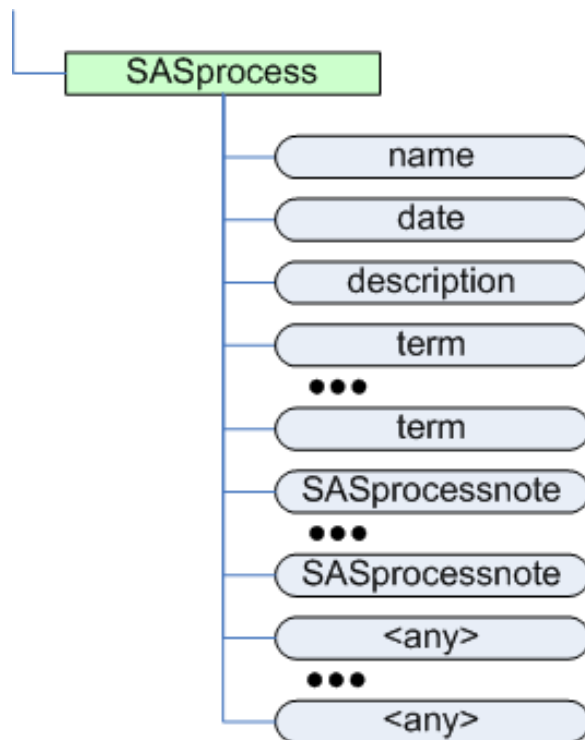 SASprocess
name
date
description
term
•••
term
SASprocessnote
•••
SASprocessnote
<any>
•••
<any>